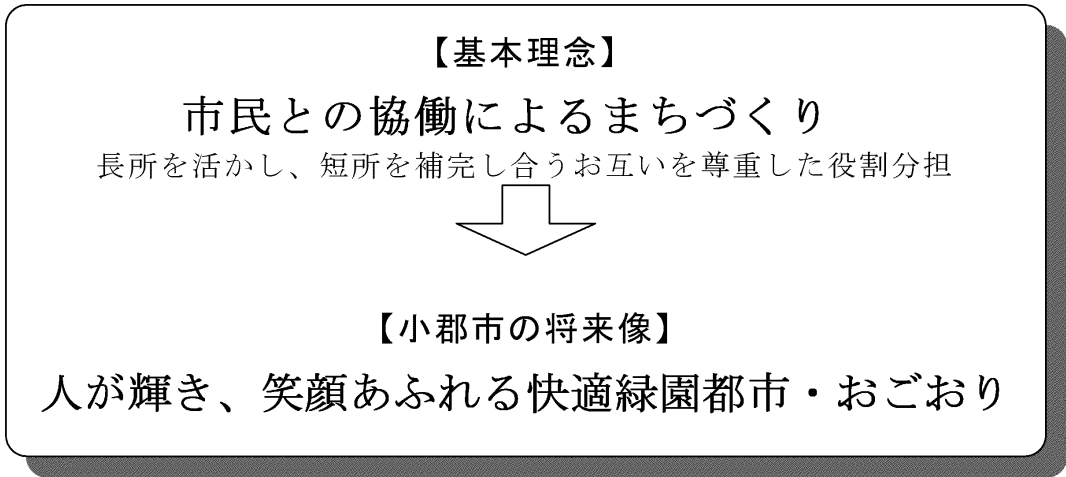 【基本理念】
市民との協働によるまちづくり
長所を活かし、短所を補完し合うお互いを尊重した役割分担
【小郡市の将来像】
人が輝き、笑顔あふれる快適緑園都市・おごおり